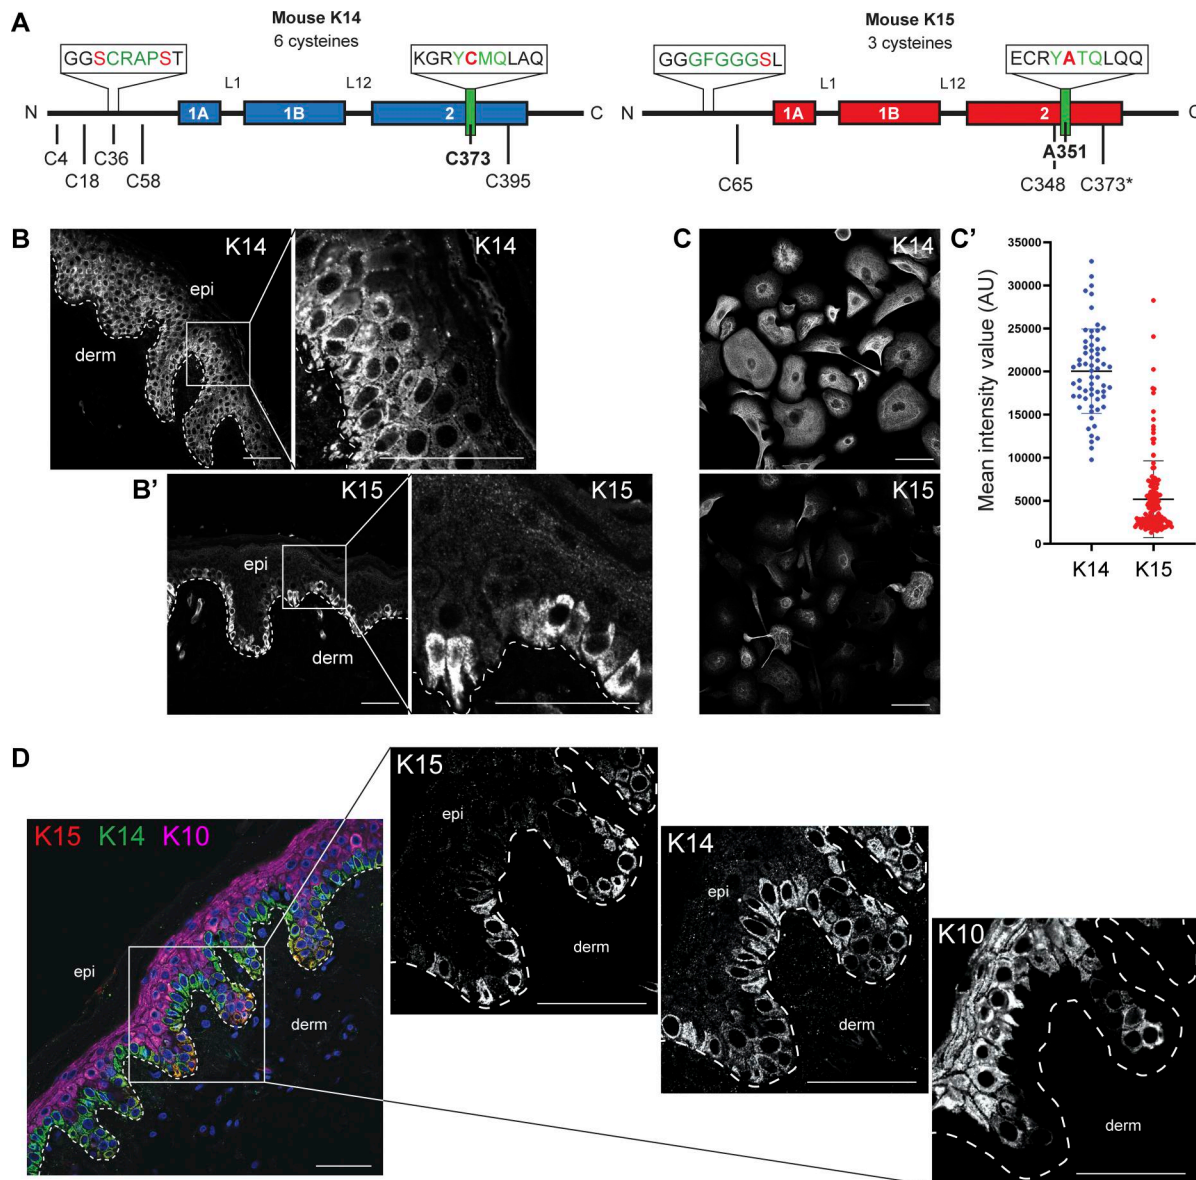 A
Mouse K14
6 cysteines
GGSCRAPST
KGRYCMQLAQ
L1
L12
N
1A
1B
2
C
C4
C18
C36
C58
C373
C395
Mouse K15
3 cysteines
GGGFGGGSL
ECRYATQLQQ
L1
L12
N
1A
1B
2
C
C65
A351
C348
C373*
B
K14
epi
derm
K14
B’
K15
epi
derm
K15
C
K14
K15
C’
Mean intensity value (AU)
35000
30000
25000
20000
15000
10000
5000
0
K14
K15
D
K15 K14 K10
epi
derm
K15
epi
derm
K14
epi
derm
K10
derm